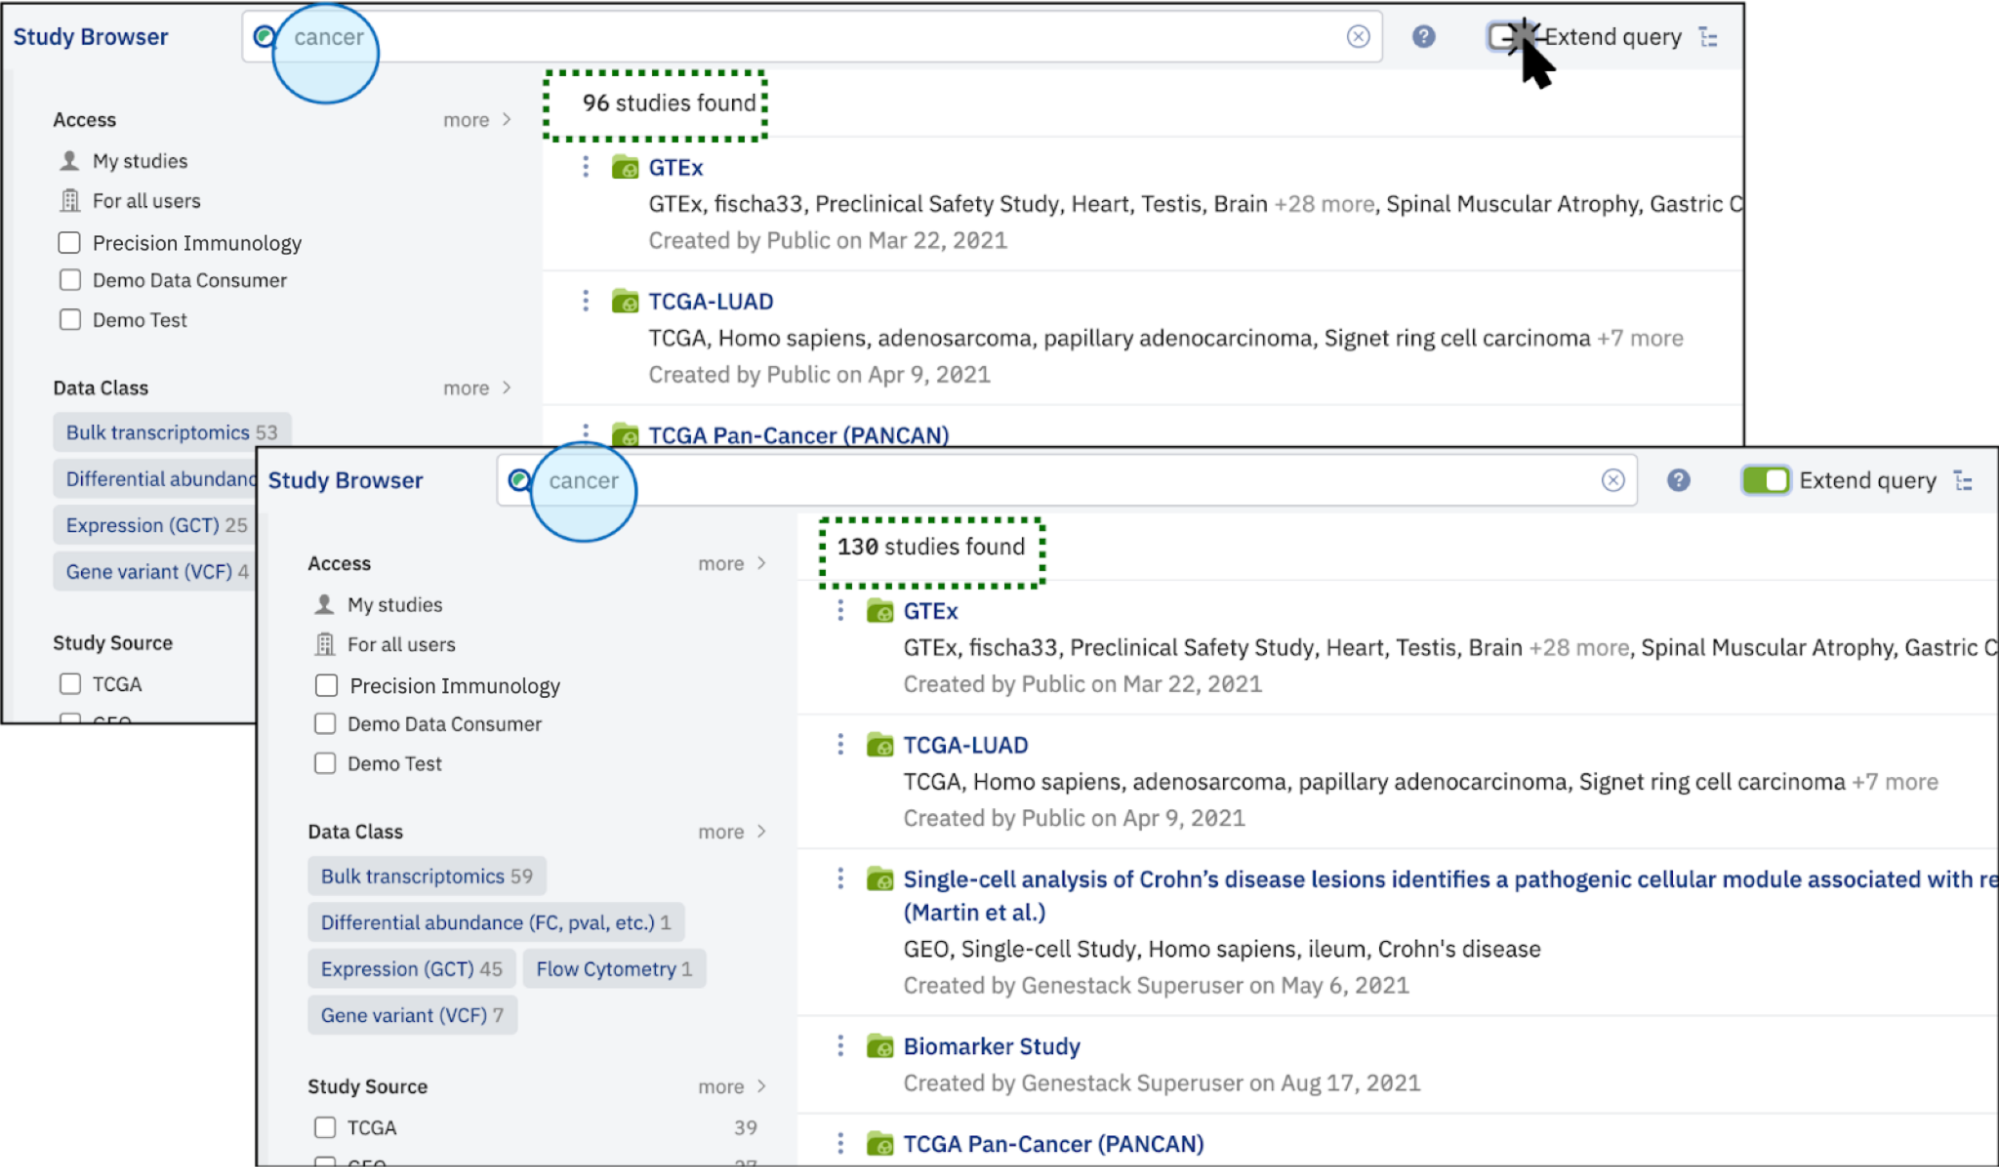 Study Browser
cancer
?
Extend query
96 studies found
Access
more
My studies
For all users
Precision Immunology
Demo Data Consumer
Demo Test
Data Class
more
Bulk transcriptomics 53
Differential abundanc
Expression (GCT) 25
Gene variant (VCF) 4
Study Source
TCGA
GEO
GTEx
GTEx, fischa33, Preclinical Safety Study, Heart, Testis, Brain +28 more, Spinal Muscular Atrophy, Gastric C
Created by Public on Mar 22, 2021
TCGA-LUAD
TCGA, Homo sapiens, adenosarcoma, papillary adenocarcinoma, Signet ring cell carcinoma +7 more
Created by Public on Apr 9, 2021
TCGA Pan-Cancer (PANCAN)
Study Browser
cancer
?
Extend query
130 studies found
Access
more
My studies
For all users
Precision Immunology
Demo Data Consumer
Demo Test
Data Class
more
Bulk transcriptomics 59
Differential abundance (FC, pval, etc.) 1
Expression (GCT) 45 Flow Cytometry 1
Gene variant (VCF) 7
Study Source
more
TCGA 39
GEO 27
GTEx
GTEx, fischa33, Preclinical Safety Study, Heart, Testis, Brain +28 more, Spinal Muscular Atrophy, Gastric C
Created by Public on Mar 22, 2021
TCGA-LUAD
TCGA, Homo sapiens, adenosarcoma, papillary adenocarcinoma, Signet ring cell carcinoma +7 more
Created by Public on Apr 9, 2021
Single-cell analysis of Crohn's disease lesions identifies a pathogenic cellular module associated with re
(Martin et al.)
GEO, Single-cell Study, Homo sapiens, ileum, Crohn's disease
Created by Genestack Superuser on May 6, 2021
Biomarker Study
Created by Genestack Superuser on Aug 17, 2021
TCGA Pan-Cancer (PANCAN)